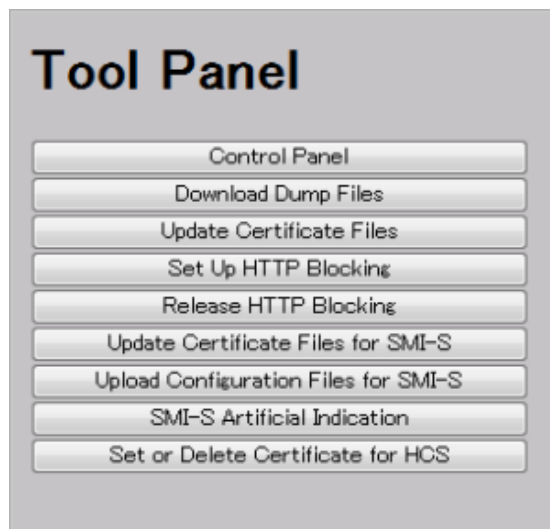 Tool Panel
Control Panel
Download Dump Files
Update Certificate Files
Set Up HTTP Blocking
Release HTTP Blocking
Update Certificate Files for SMI-S
Upload Configuration Files for SMI-S
SMI-S Artificial Indication
Set or Delete Certificate for HCS